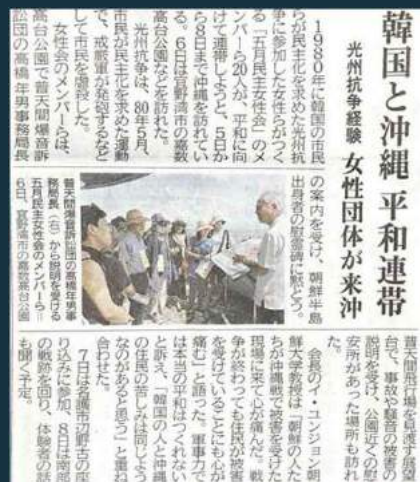 韓国と沖縄 平和連帯
光州抗争経験 女性団体が来沖
１９８０年に韓国の市民
らが民主化を求めた光州抗
争に参加した女性らがつく
る「五月民主女性会」のメ
ンバーら20人が、平和に向
けて連帯しようと、５日か
ら８日まで沖縄を訪れてい
る。６日は宜野湾市の嘉数
高台公園などを訪れた。
光州抗争は、80年５月、
市民が民主化を求めた運動
で、戒厳軍が発砲するなど
して市民を虐殺した。
女性会のメンバーらは、
高台公園で普天間爆音訴
訟団の高橋年男事務局長
の案内を受け、朝鮮半島
出身者の慰霊碑に黙とう。
普天間爆音訴訟団の高橋年男事
務局長（右）から説明を受ける
五月民主女性会のメンバーら＝
６日、宜野湾市の嘉数高台公園
普天間飛行場を見渡す展望
台で、事故や騒音の被害の
説明を受け、公園近くの慰
安所があった場所も訪れ
た。
会長のイ・ユンジョン朝
鮮大学教授は「朝鮮の人た
ちが沖縄戦で被害を受けた
現場に来て心が痛んだ。戦
争が終わっても住民が被害
を受けていることにも心が
痛む」と語った。軍事力で
は本当の平和はつくれない
と訴え、「韓国の人と沖縄
の住民の苦しみは同じよう
なのがあると思う」と重ね
合わせた。
７日は名護市辺野古の座
り込みに参加、８日は南部
の戦跡を回り、体験者の話
も聞く予定。